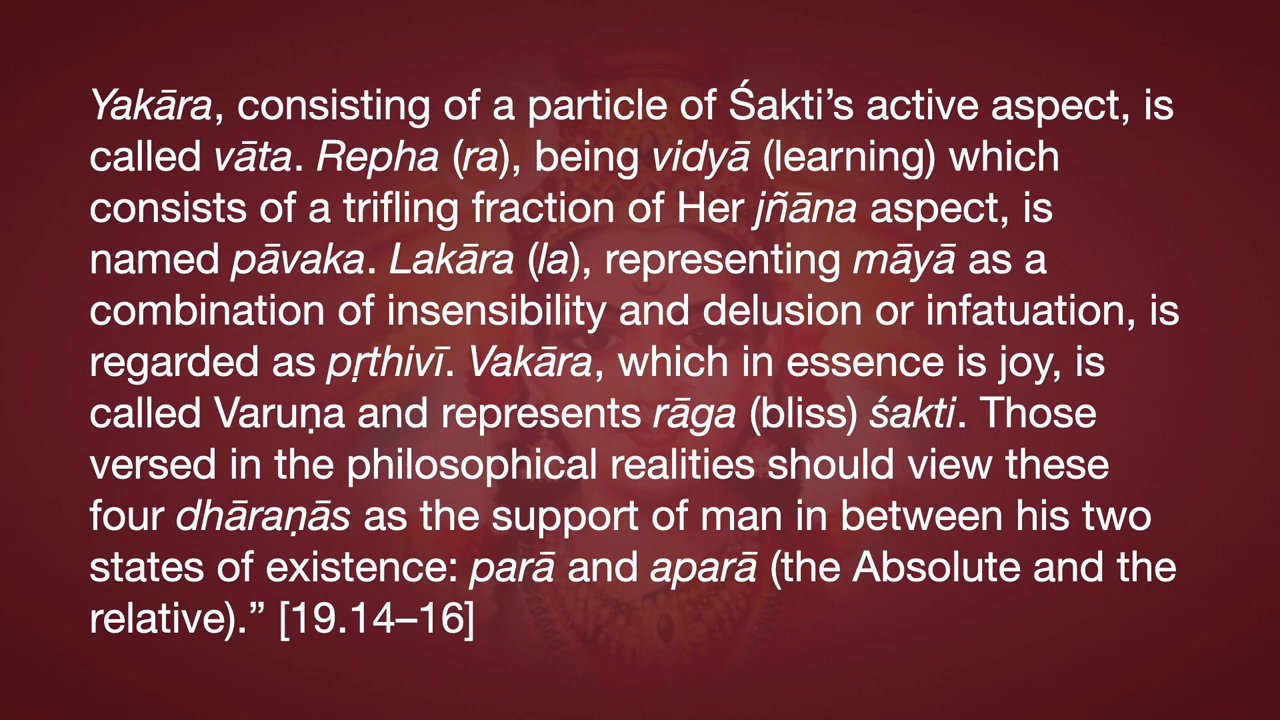 Yakāra, consisting of a particle of Śakti’s active aspect, is
called vāta. Repha (ra), being vidyā (learning) which
consists of a trifling fraction of Her jñāna aspect, is
named pāvaka. Lakāra (la), representing māyā as a
combination of insensibility and delusion or infatuation, is
regarded as pṛthivī. Vakāra, which in essence is joy, is
called Varuṇa and represents rāga (bliss) śakti. Those
versed in the philosophical realities should view these
four dhāraṇās as the support of man in between his two
states of existence: parā and aparā (the Absolute and the
relative).” [19.14–16]